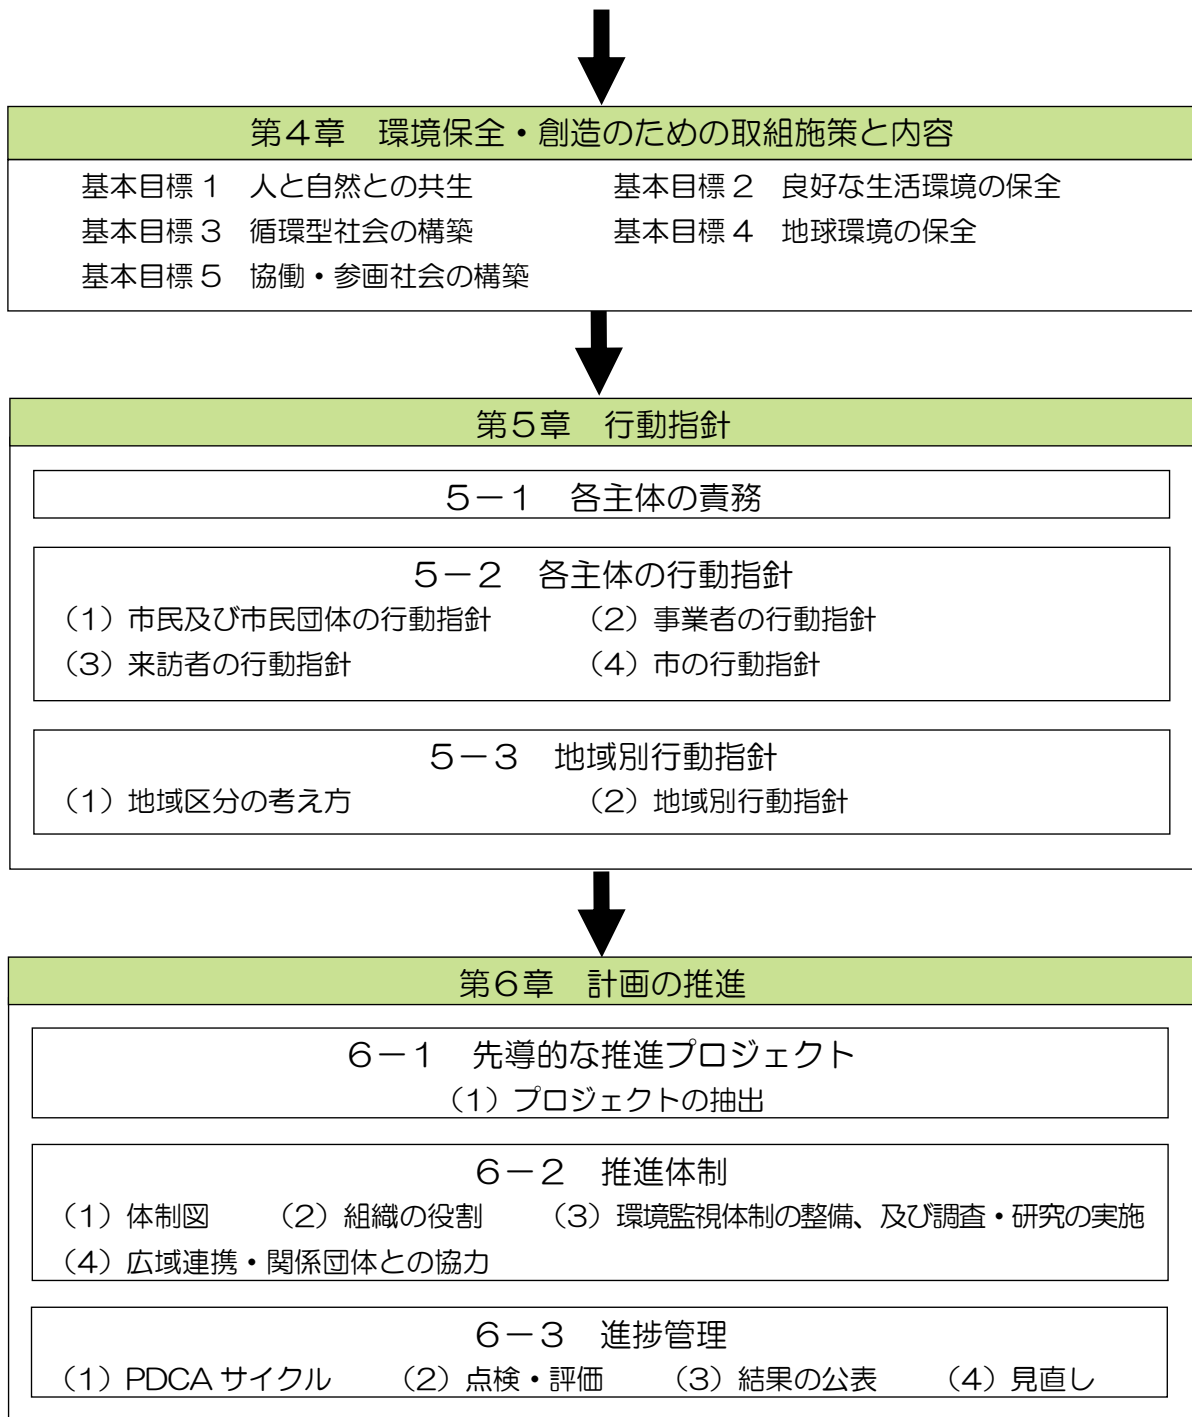 第4章　環境保全・創造のための取組施策と内容
基本目標1　人と自然との共生　　　　　基本目標2　良好な生活環境の保全
基本目標3　循環型社会の構築　　　　　基本目標4　地球環境の保全
基本目標5　協働・参画社会の構築
第5章　行動指針
5－1　各主体の責務
5－2　各主体の行動指針
（1）市民及び市民団体の行動指針　　　（2）事業者の行動指針
（3）来訪者の行動指針　　　　　　　　（4）市の行動指針
5－3　地域別行動指針
（1）地域区分の考え方　　　　　　　　（2）地域別行動指針
第6章　計画の推進
6－1　先導的な推進プロジェクト
（1）プロジェクトの抽出
6－2　推進体制
（1）体制図　　（2）組織の役割　　（3）環境監視体制の整備、及び調査・研究の実施
（4）広域連携・関係団体との協力
6－3　進捗管理
（1）PDCA サイクル　　（2）点検・評価　　（3）結果の公表　　（4）見直し